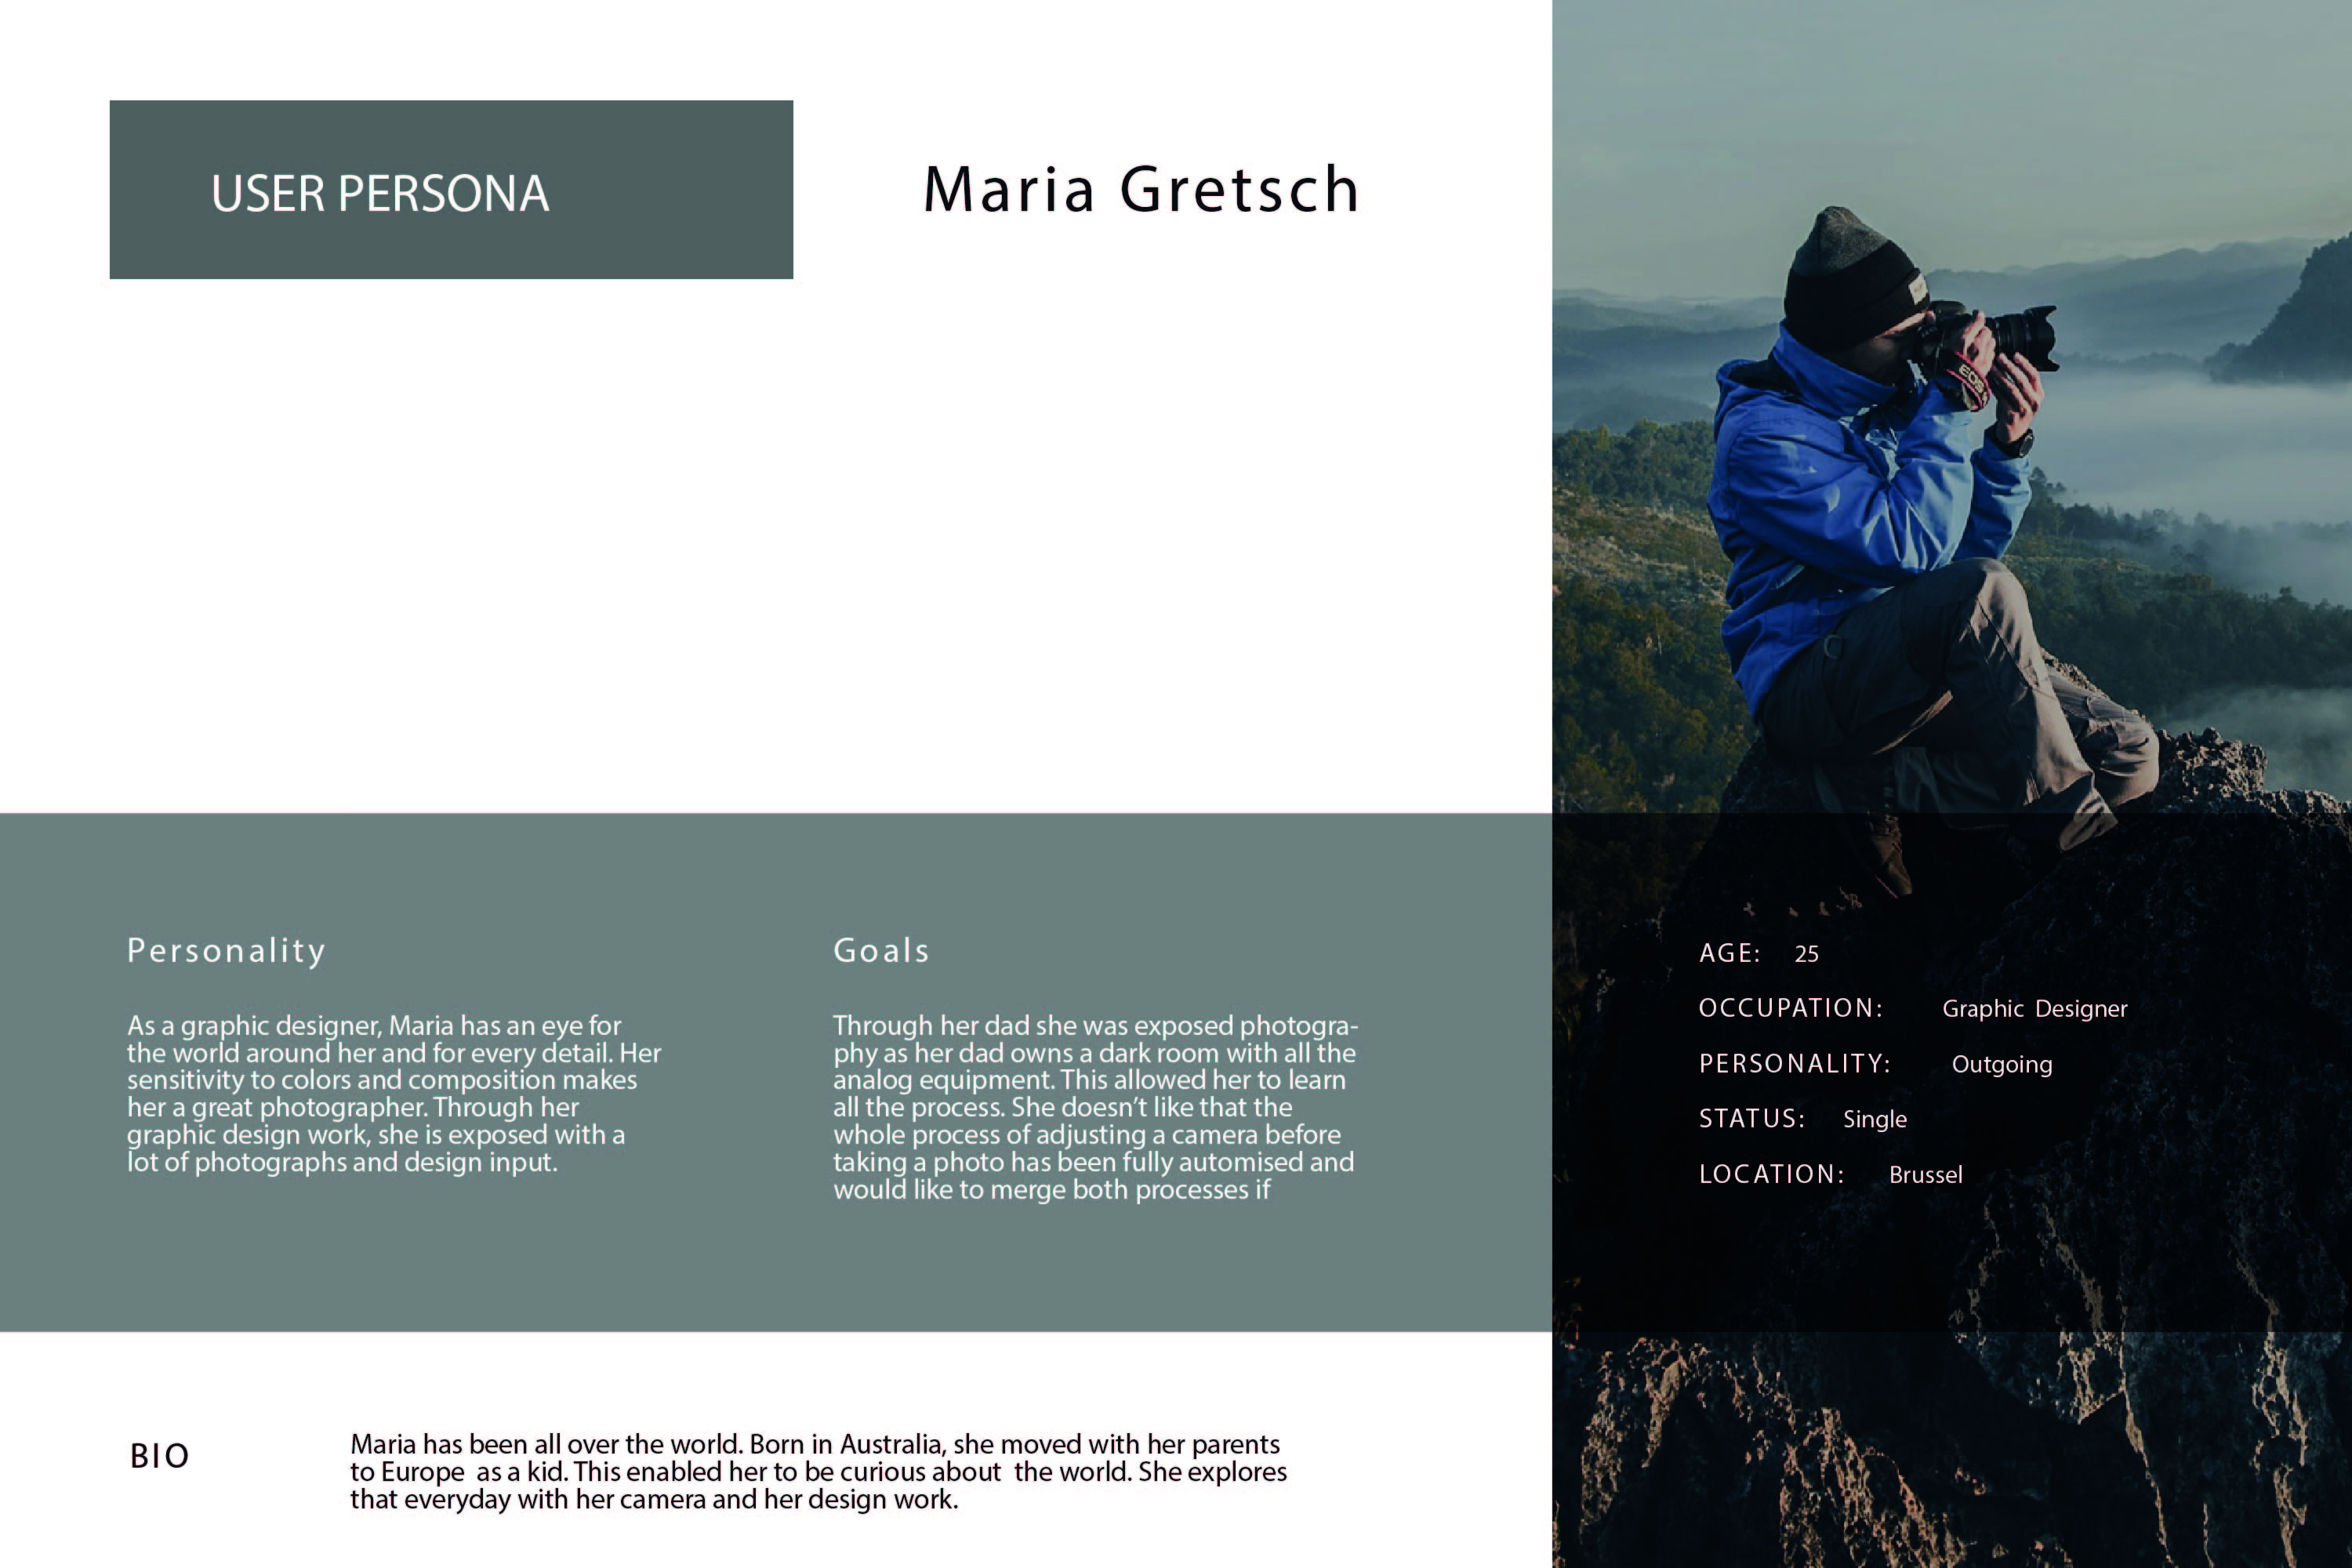 USER PERSONA
Maria Gretsch
EOS
Personality
As a graphic designer, Maria has an eye for
the world around her and for every detail. Her
sensitivity to colors and composition makes
her a great photographer. Through her
graphic design work, she is exposed with a
lot of photographs and design input.
Goals
Through her dad she was exposed photogra-
phy as her dad owns a dark room with all the
analog equipment. This allowed her to learn
all the process. She doesn’t like that the
whole process of adjusting a camera before
taking a photo has been fully automised and
would like to merge both processes if
AGE: 25
OCCUPATION: Graphic Designer
PERSONALITY: Outgoing
STATUS: Single
LOCATION: Brussel
BIO
Maria has been all over the world. Born in Australia, she moved with her parents
to Europe as a kid. This enabled her to be curious about the world. She explores
that everyday with her camera and her design work.